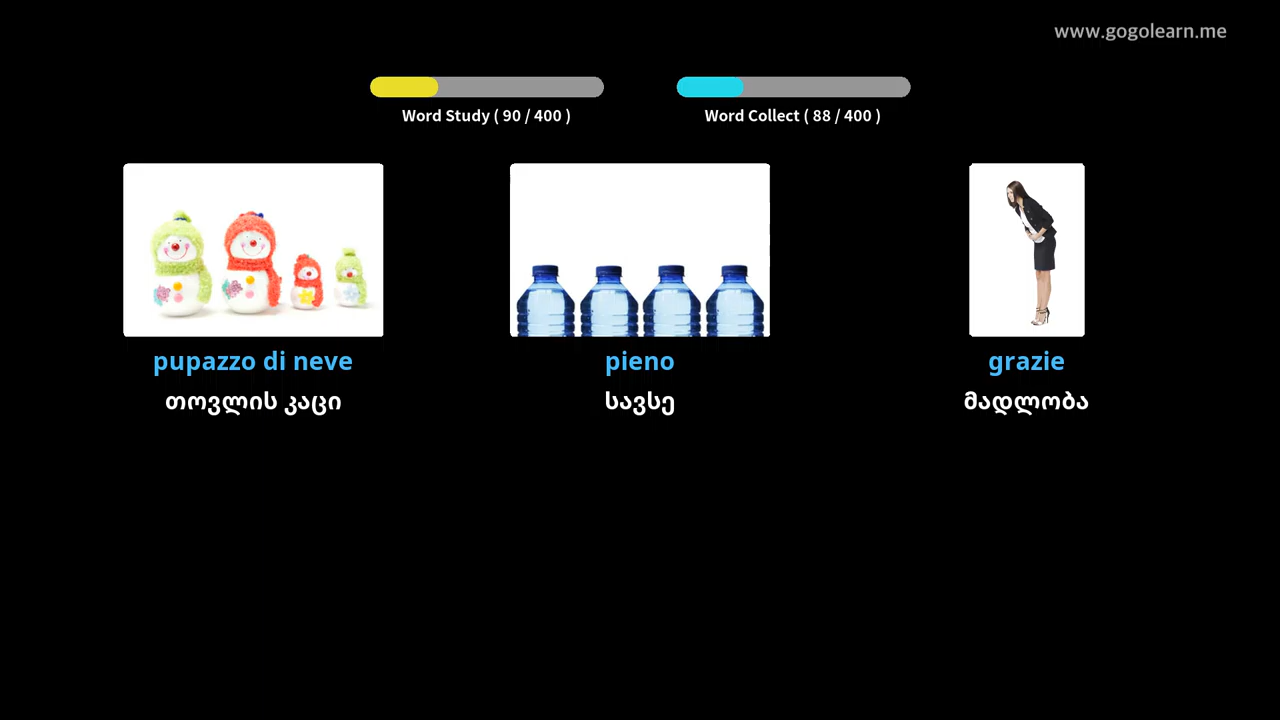 www.gogolearn.me
Word Study ( 90 / 400 )
Word Collect ( 88 / 400 )
pupazzo di neve
pieno
grazie
თოვლის კაცი
სავსე
მადლობა